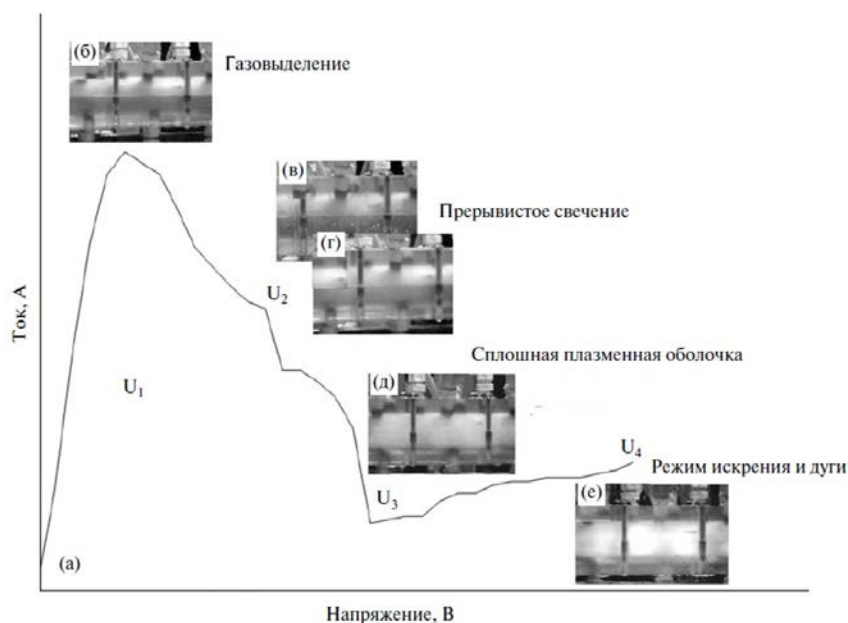 (б)
Газовыделение
(в)
Прерывистое свечение
(г)
U₂
Ток, А
Сплошная плазменная оболочка
(д)
U₁
U₄
Режим искрения и дуги
(е)
U₃
(а)
Напряжение, В